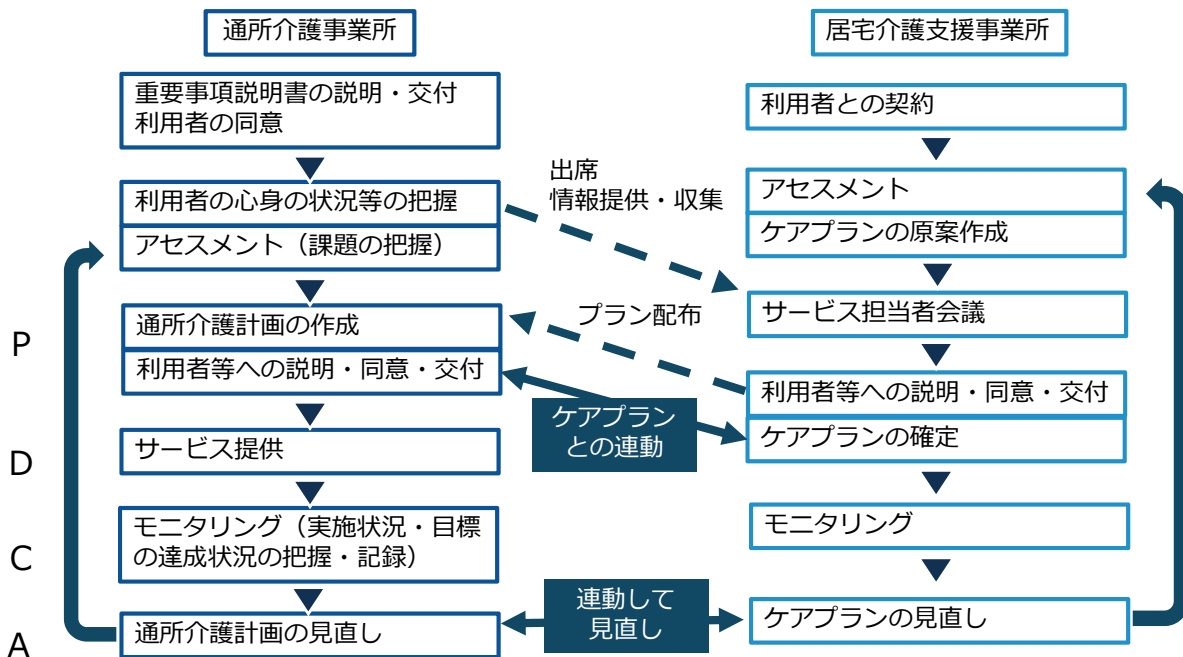 通所介護事業所
重要事項説明書の説明・交付
利用者の同意
利用者の心身の状況等の把握
アセスメント（課題の把握）
通所介護計画の作成
利用者等への説明・同意・交付
サービス提供
モニタリング（実施状況・目標
の達成状況の把握・記録）
通所介護計画の見直し
P
D
C
A
出席
情報提供・収集
プラン配布
ケアプラン
との連動
連動して
見直し
居宅介護支援事業所
利用者との契約
アセスメント
ケアプランの原案作成
サービス担当者会議
利用者等への説明・同意・交付
ケアプランの確定
モニタリング
ケアプランの見直し